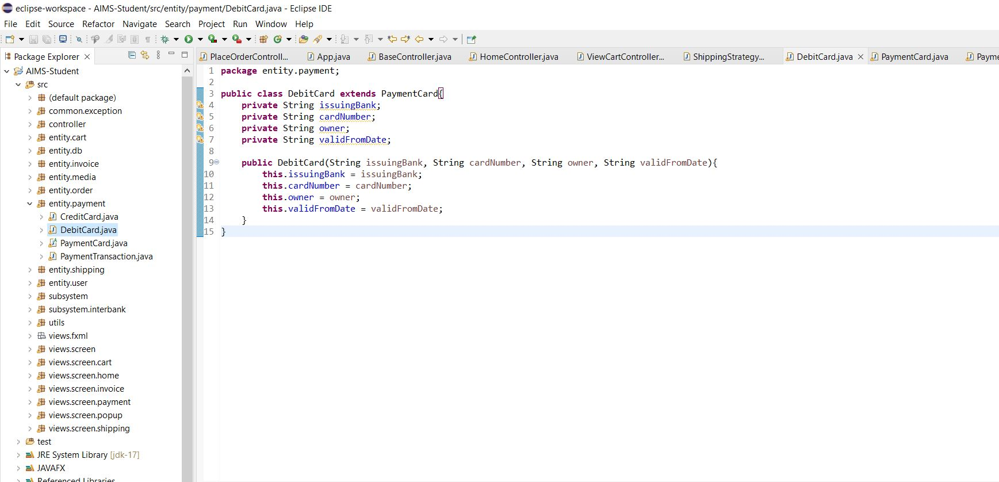 eclipse-workspace - AIMS-Student/src/entity/payment/DebitCard.java - Eclipse IDE
File Edit Source Refactor Navigate Search Project Run Window Help
Package Explorer
PlaceOrderControll... App.java BaseController.java HomeController.java ViewCartController... ShippingStrategy... DebitCard.java PaymentCard.java Payme
AIMS-Student
src
(default package)
common.exception
controller
entity.cart
entity.db
entity.invoice
entity.media
entity.order
entity.payment
CreditCard.java
DebitCard.java
PaymentCard.java
PaymentTransaction.java
entity.shipping
entity.user
subsystem
subsystem.interbank
utils
views.fxml
views.screen
views.screen.cart
views.screen.home
views.screen.invoice
views.screen.payment
views.screen.popup
views.screen.shipping
test
JRE System Library [jdk-17]
JAVAFX
Referenced Libraries
1 package entity.payment;
2
3 public class DebitCard extends PaymentCard{
4 private String issuingBank;
5 private String cardNumber;
6 private String owner;
7 private String validFromDate;
8
9 public DebitCard(String issuingBank, String cardNumber, String owner, String validFromDate){
10 this.issuingBank = issuingBank;
11 this.cardNumber = cardNumber;
12 this.owner = owner;
13 this.validFromDate = validFromDate;
14 }
15 }